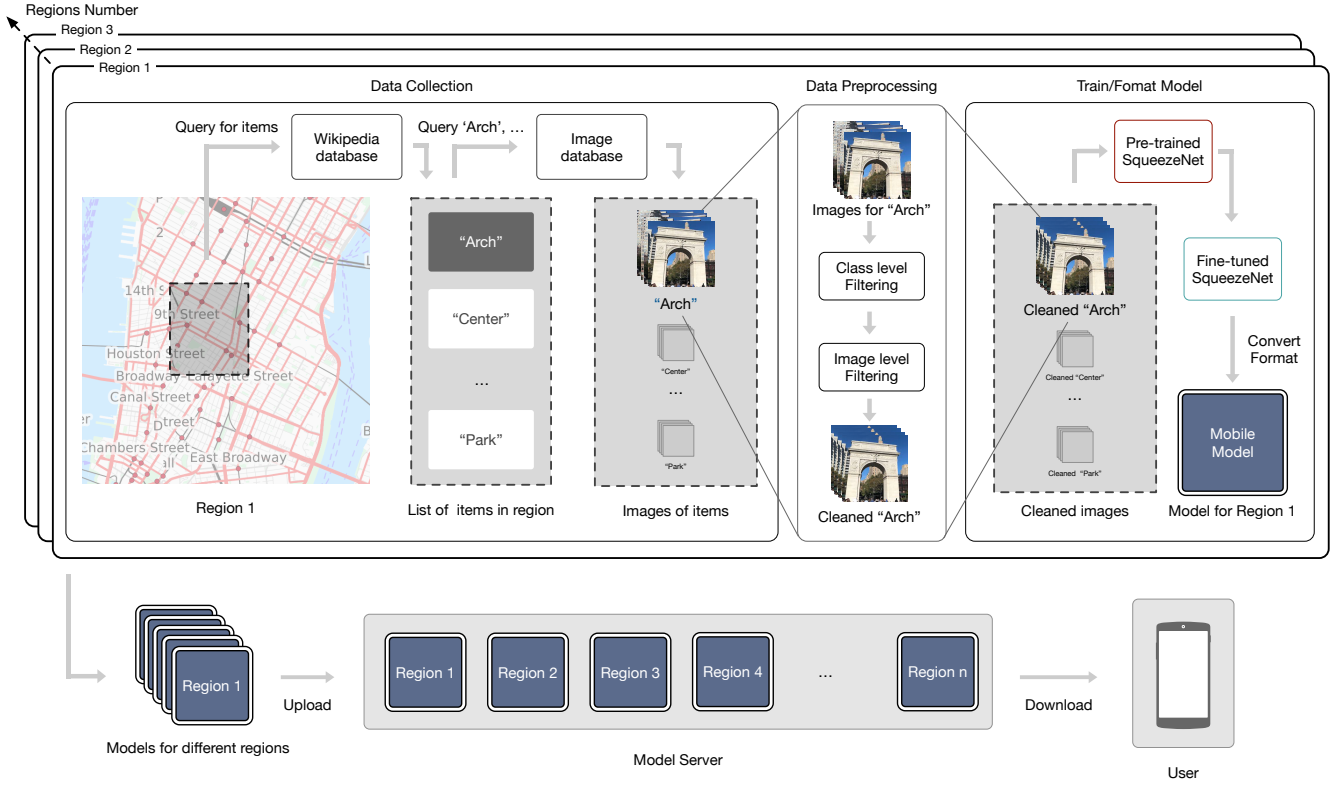 Regions Number
Region 3
Region 2
Region 1
Data Collection
Data Preprocessing
Train/Fomat Model
Query for items
Wikipedia
database
Query ‘Arch’, ...
Image
database
Pre-trained
SqueezeNet
2
14th S
9th Street
Houston Street
Broadway-Lafayette Street
Canal Street
treet
Chambers Street
all
East Broadway
Region 1
“Arch”
“Center”
...
“Park”
List of items in region
“Arch”
“Center”
...
“Park”
Images of items
Images for “Arch”
Class level
Filtering
Image level
Filtering
Cleaned “Arch”
Cleaned “Arch”
Cleaned “Center”
...
Cleaned “Park”
Cleaned images
Fine-tuned
SqueezeNet
Convert
Format
Mobile
Model
Model for Region 1
Region 1
Models for different regions
Upload
Region 1
Region 2
Region 3
Region 4
...
Region n
Model Server
Download
User